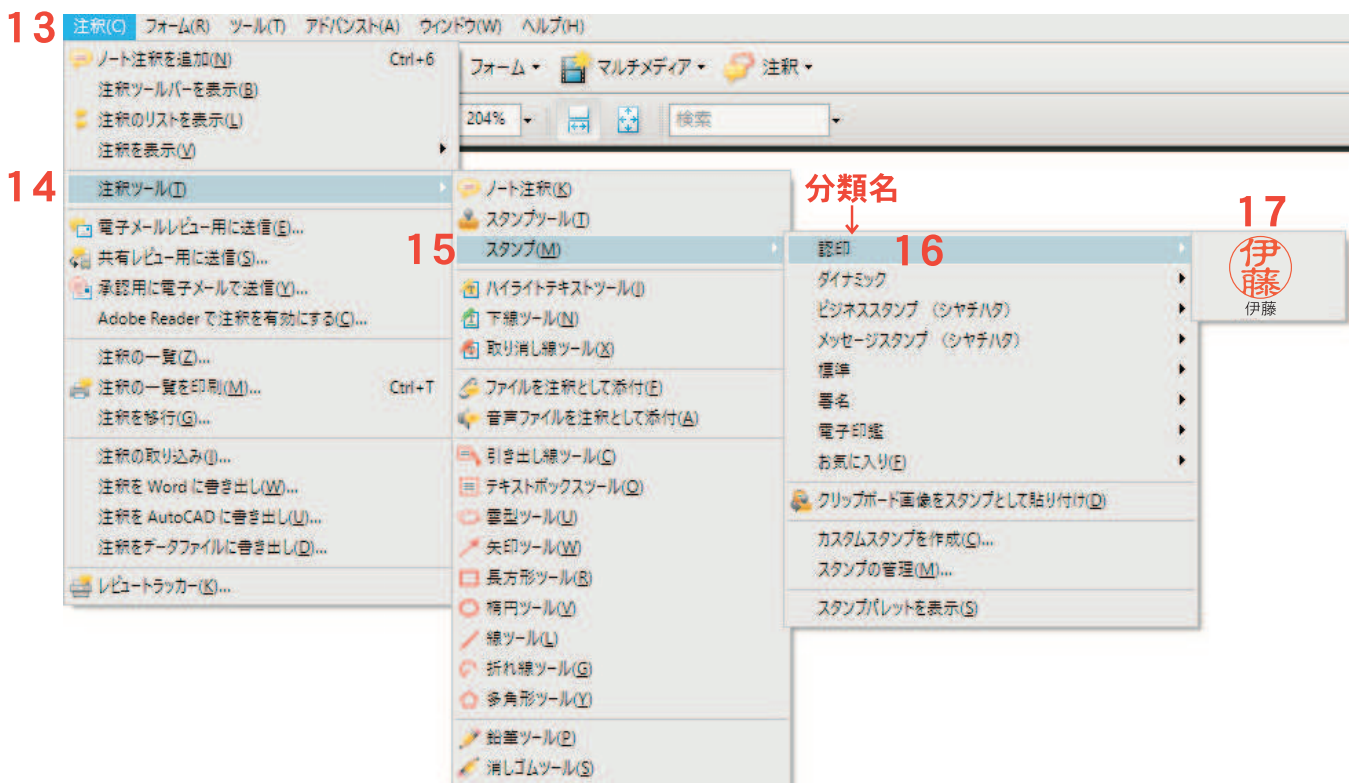 13 注釈(C) フォーム(R) ツール(T) アドバンスト(A) ウィンドウ(W) ヘルプ(H)
ノート注釈を追加(N) Ctrl+6
注釈ツールバーを表示(B)
注釈のリストを表示(L)
注釈を表示(V)
フォーム マルチメディア 注釈
204% 検索
14 注釈ツール(T)
電子メールレビュー用に送信(E)...
共有レビュー用に送信(S)...
承認用に電子メールで送信(Y)...
Adobe Reader で注釈を有効にする(C)...
注釈の一覧(Z)...
注釈の一覧を印刷(M)... Ctrl+T
注釈を移行(G)...
注釈の取り込み(I)...
注釈を Word に書き出し(W)...
注釈を AutoCAD に書き出し(U)...
注釈をデータファイルに書き出し(D)...
レビュートラッカー(K)...
ノート注釈(K)
スタンプツール(T)
15 スタンプ(M)
ハイライトテキストツール(J)
下線ツール(N)
取り消し線ツール(X)
ファイルを注釈として添付(F)
音声ファイルを注釈として添付(A)
引き出し線ツール(C)
テキストボックスツール(O)
雲型ツール(U)
矢印ツール(W)
長方形ツール(R)
楕円ツール(V)
線ツール(L)
折れ線ツール(G)
多角形ツール(Y)
鉛筆ツール(P)
消しゴムツール(S)
分類名
↓
認印 16
ダイナミック
ビジネススタンプ (シヤチハタ)
メッセージスタンプ (シヤチハタ)
標準
署名
電子印鑑
お気に入り(F)
クリップボード画像をスタンプとして貼り付け(D)
カスタムスタンプを作成(C)...
スタンプの管理(M)...
スタンプパレットを表示(S)
17
伊藤
伊藤